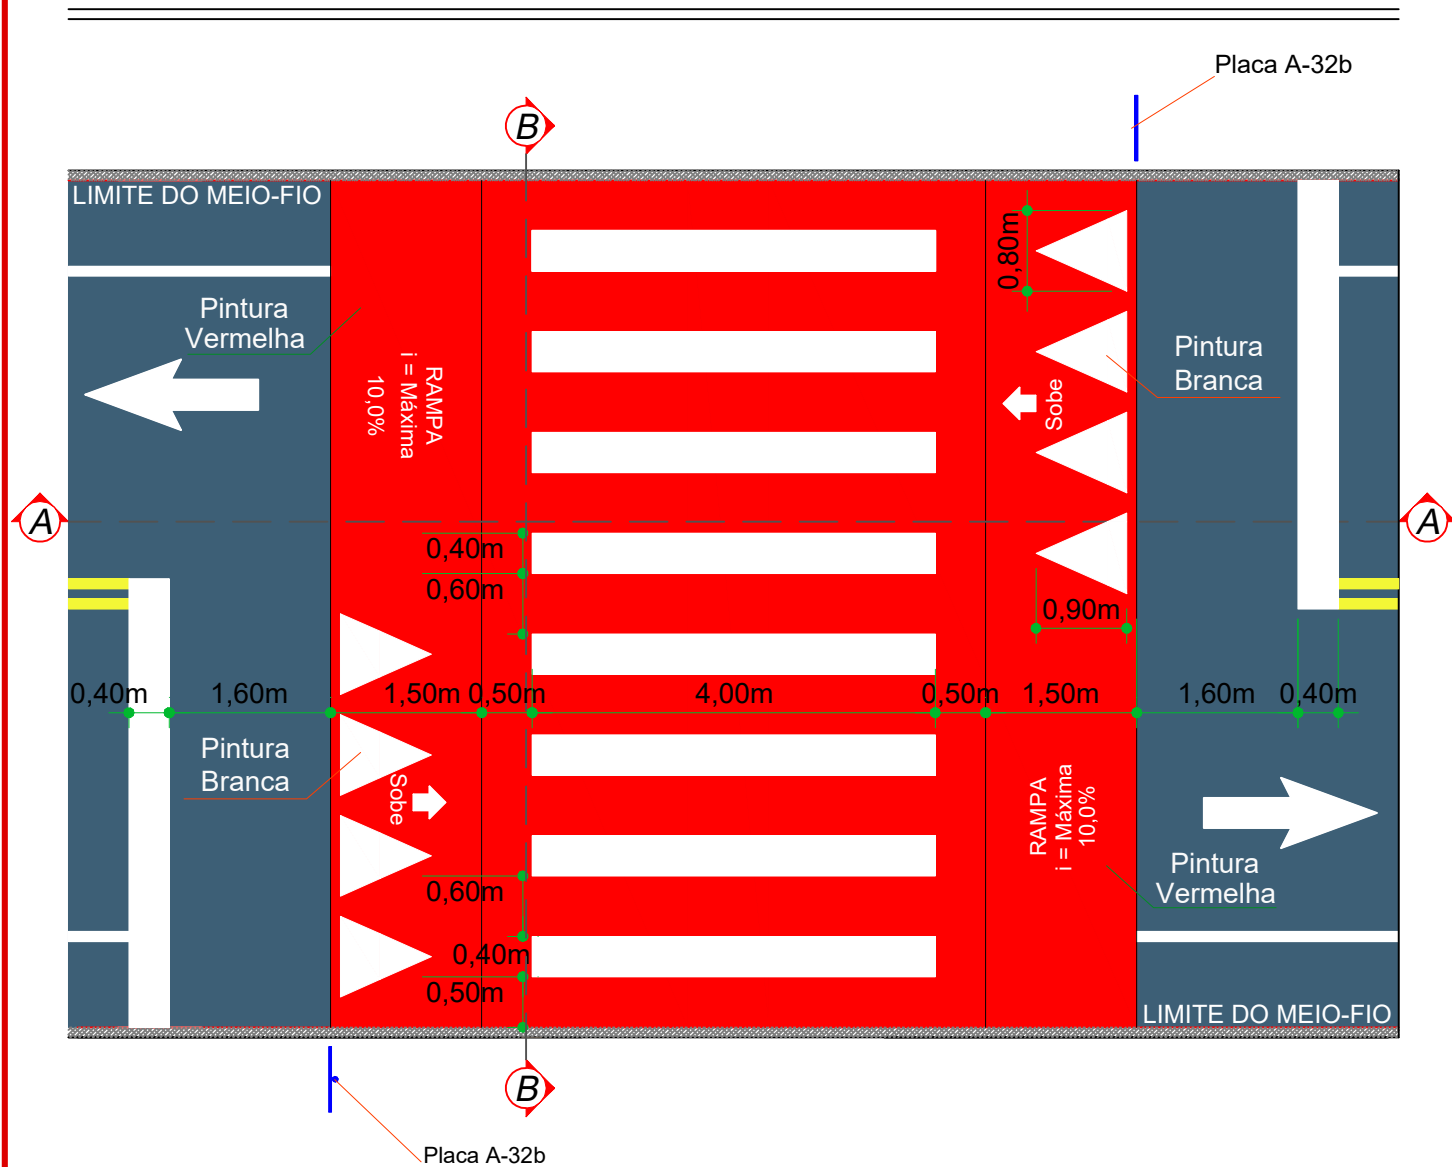 Placa A-32b
B
LIMITE DO MEIO-FIO
0,80m
Pintura
Vermelha
Pintura
Branca
RAMPA
i = Máxima
10,0%
Sobe
A
A
0,40m
0,60m
0,90m
0,40m
1,60m
1,50m
0,50m
4,00m
0,50m
1,50m
1,60m
0,40m
Pintura
Branca
Sobe
RAMPA
i = Máxima
10,0%
Pintura
Vermelha
0,60m
0,40m
0,50m
LIMITE DO MEIO-FIO
B
Placa A-32b